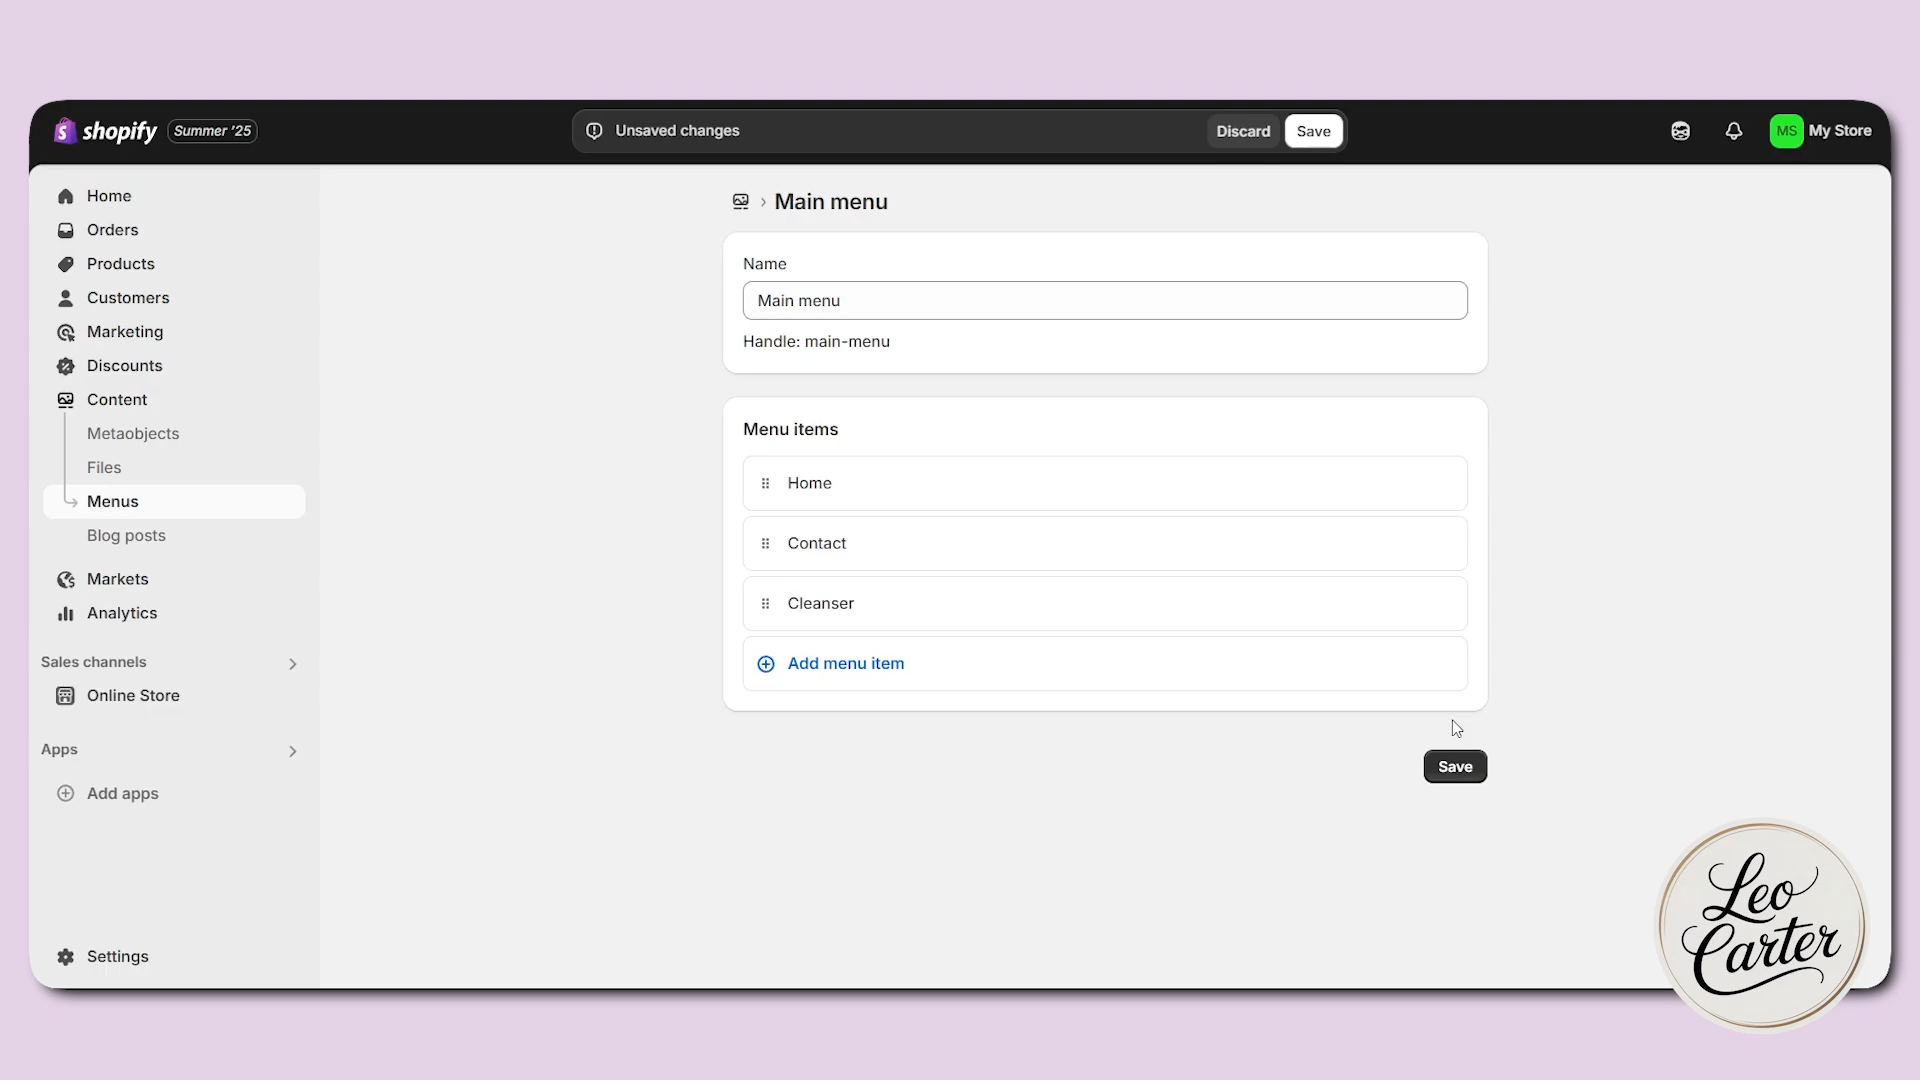 shopify Summer '25
Unsaved changes
Discard
Save
MS My Store
Home
Orders
Products
Customers
Marketing
Discounts
Content
Metaobjects
Files
Menus
Blog posts
Markets
Analytics
Sales channels
Online Store
Apps
Add apps
Settings
Main menu
Name
Main menu
Handle: main-menu
Menu items
Home
Contact
Cleanser
Add menu item
Save
Leo
Carter